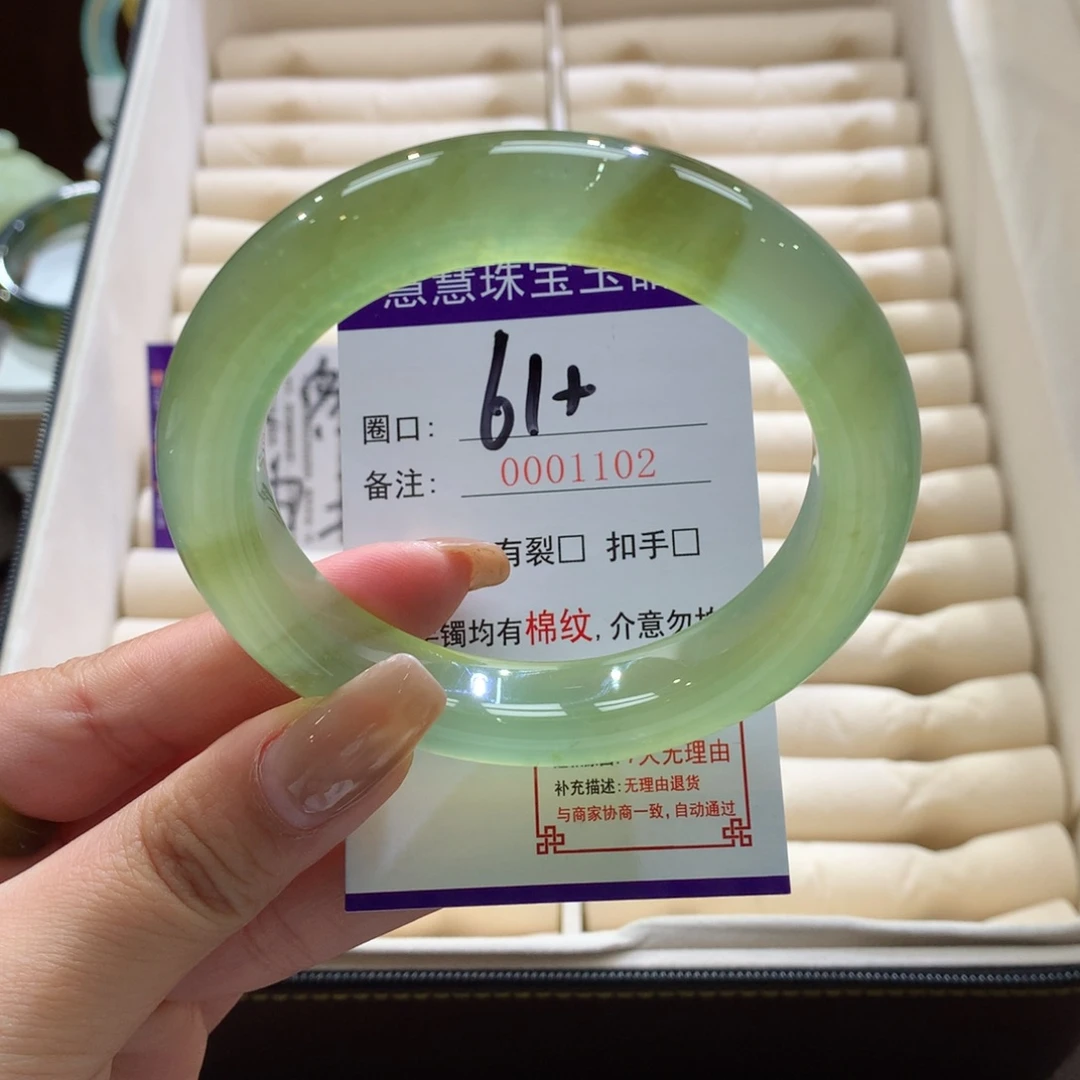 慧慧珠宝玉
圈口: 61+
备注: 0001102
有裂□ 扣手□
镯均有棉纹, 介意勿
无理由
补充描述: 无理由退货
与商家协商一致, 自动通过